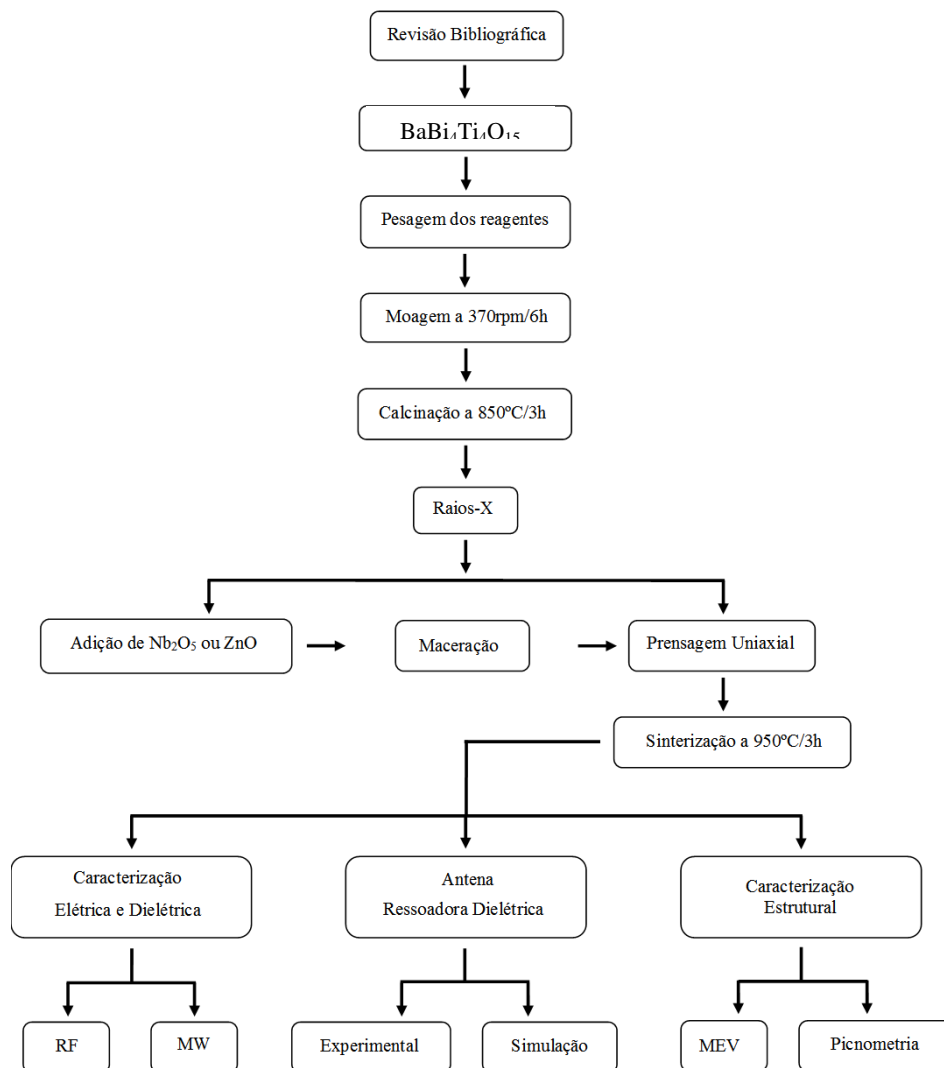 Revisão Bibliográfica
BaBi₄Ti₄O₁₅
Pesagem dos reagentes
Moagem a 370rpm/6h
Calcinação a 850ºC/3h
Raios-X
Adição de Nb₂O₅ ou ZnO
Maceração
Prensagem Uniaxial
Sinterização a 950ºC/3h
Caracterização
Elétrica e Dielétrica
Antena
Ressoadora Dielétrica
Caracterização
Estrutural
RF
MW
Experimental
Simulação
MEV
Picnometria